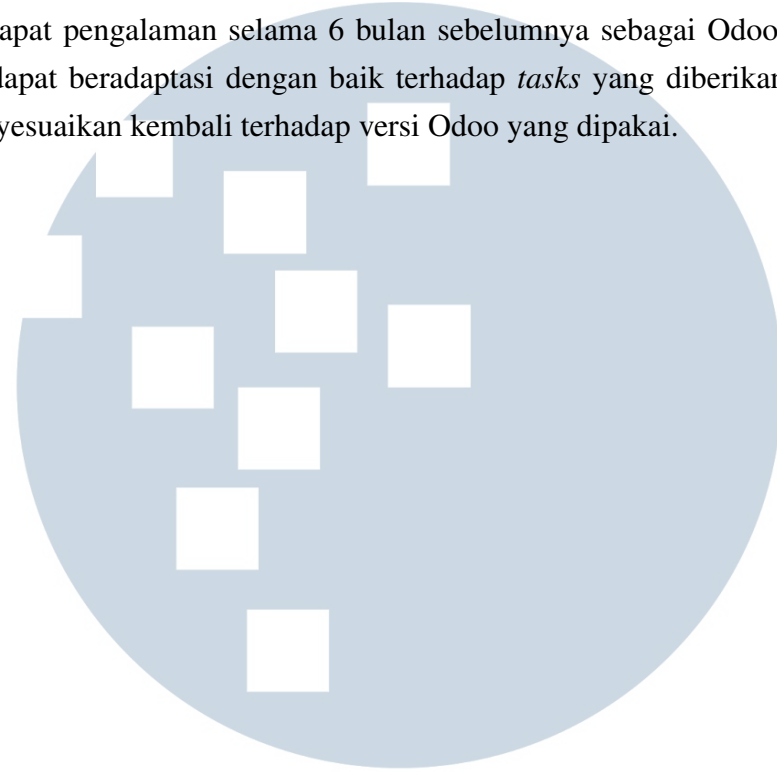 apat pengalaman selama 6 bulan sebelumnya sebagai Odoo
dapat beradaptasi dengan baik terhadap tasks yang diberikan
yesuaikan kembali terhadap versi Odoo yang dipakai.